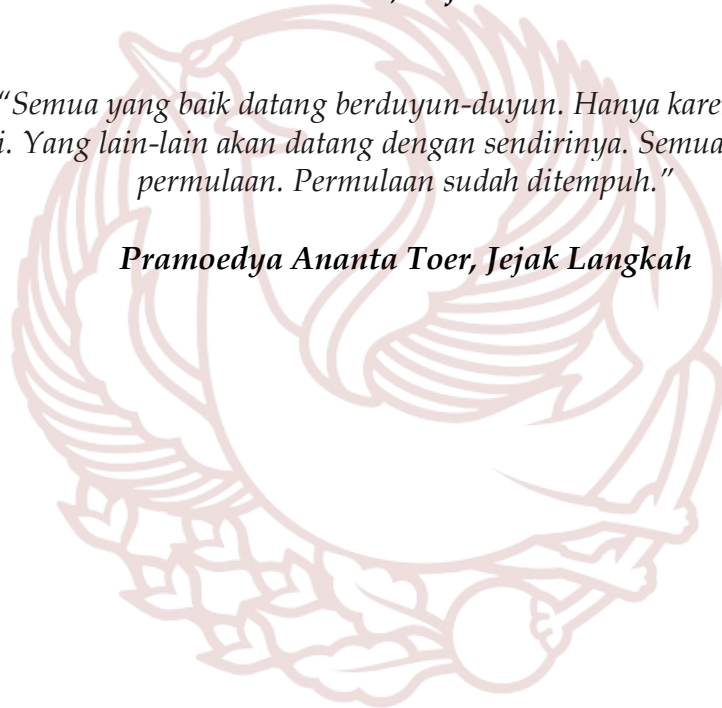 “Semua yang baik datang berduyun-duyun. Hanya kare
i. Yang lain-lain akan datang dengan sendirinya. Semua
permulaan. Permulaan sudah ditempuh.”
Pramoedya Ananta Toer, Jejak Langkah